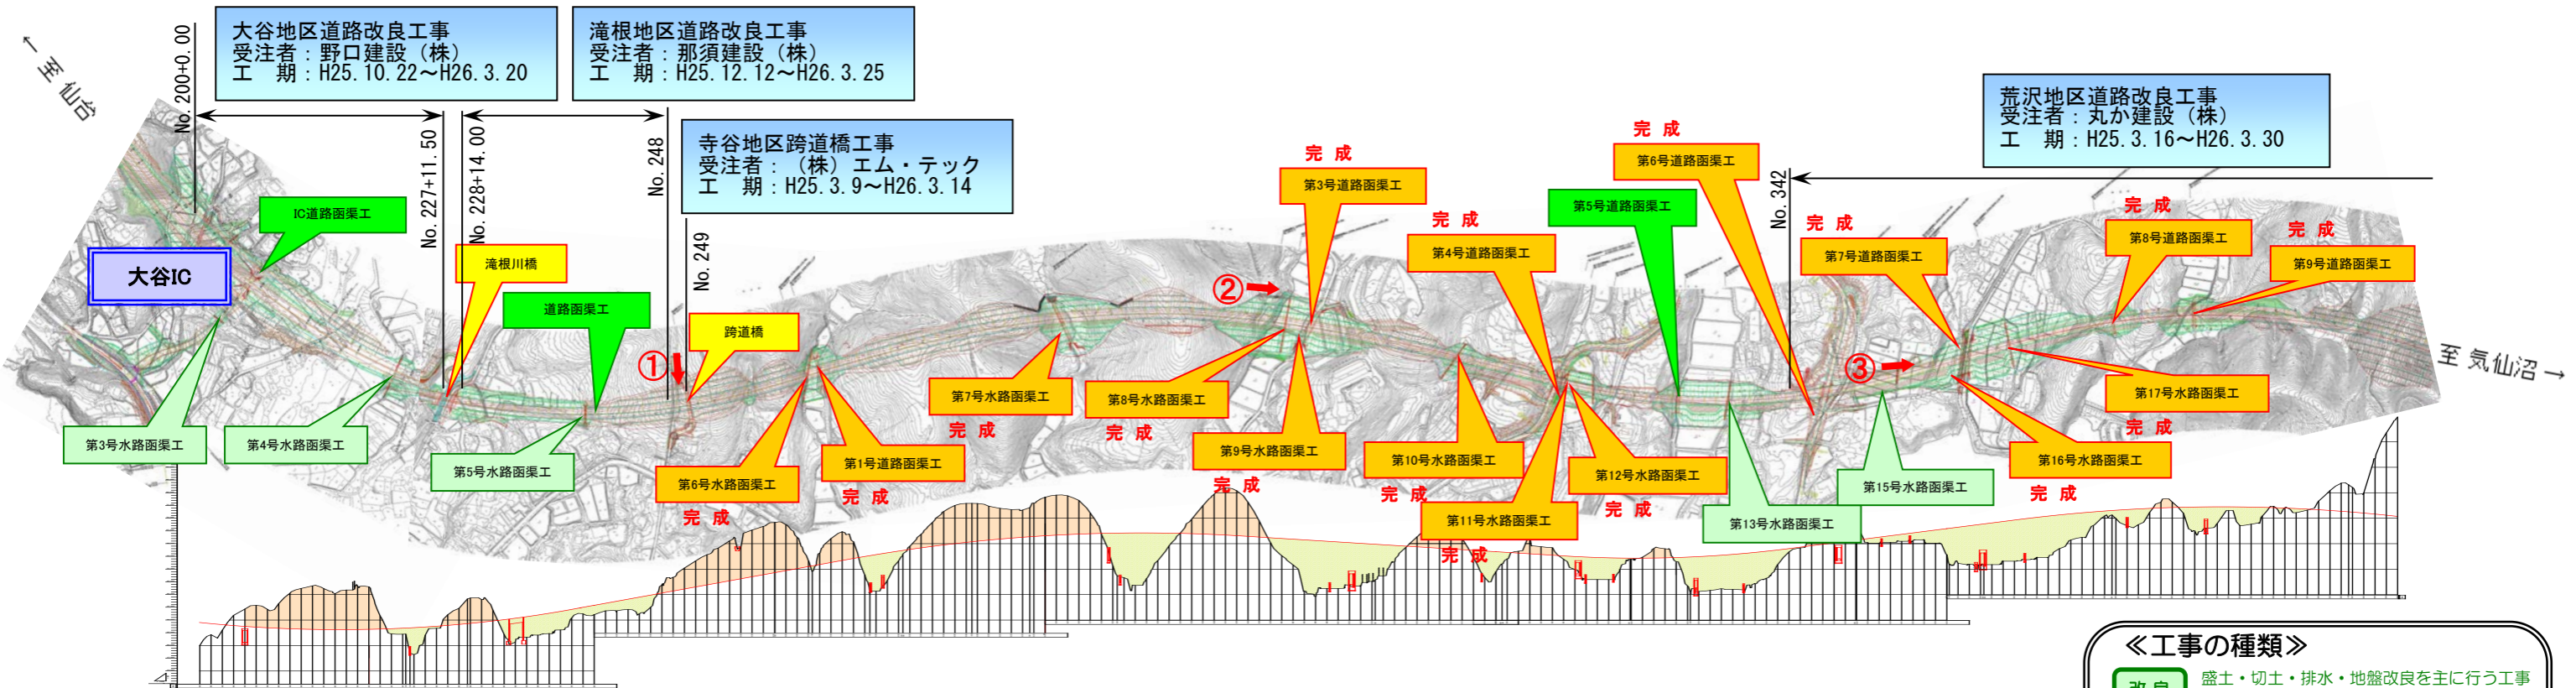 大谷地区道路改良工事
受注者：野口建設（株）
工　期：H25.10.22～H26.3.20
滝根地区道路改良工事
受注者：那須建設（株）
工　期：H25.12.12～H26.3.25
寺谷地区跨道橋工事
受注者：（株）エム・テック
工　期：H25.3.9～H26.3.14
荒沢地区道路改良工事
受注者：丸か建設（株）
工　期：H25.3.16～H26.3.30
←至 仙台
No.200+0.00
No.227+11.50
No.228+14.00
No.248
No.249
No.342
大谷IC
IC道路函渠工
滝根川橋
道路函渠工
跨道橋
①
②
③
完 成
第3号道路函渠工
完 成
第4号道路函渠工
第5号道路函渠工
完 成
第6号道路函渠工
完 成
第7号道路函渠工
完 成
第8号道路函渠工
完 成
第9号道路函渠工
至 気仙沼→
第3号水路函渠工
第4号水路函渠工
第5号水路函渠工
第6号水路函渠工
完 成
第1号道路函渠工
完 成
第7号水路函渠工
完 成
第8号水路函渠工
完 成
第9号水路函渠工
完 成
第10号水路函渠工
完 成
第11号水路函渠工
完 成
第12号水路函渠工
完 成
第13号水路函渠工
第15号水路函渠工
第16号水路函渠工
完 成
第17号水路函渠工
完 成
≪工事の種類≫
改 良
盛土・切土・排水・地盤改良を主に行う工事